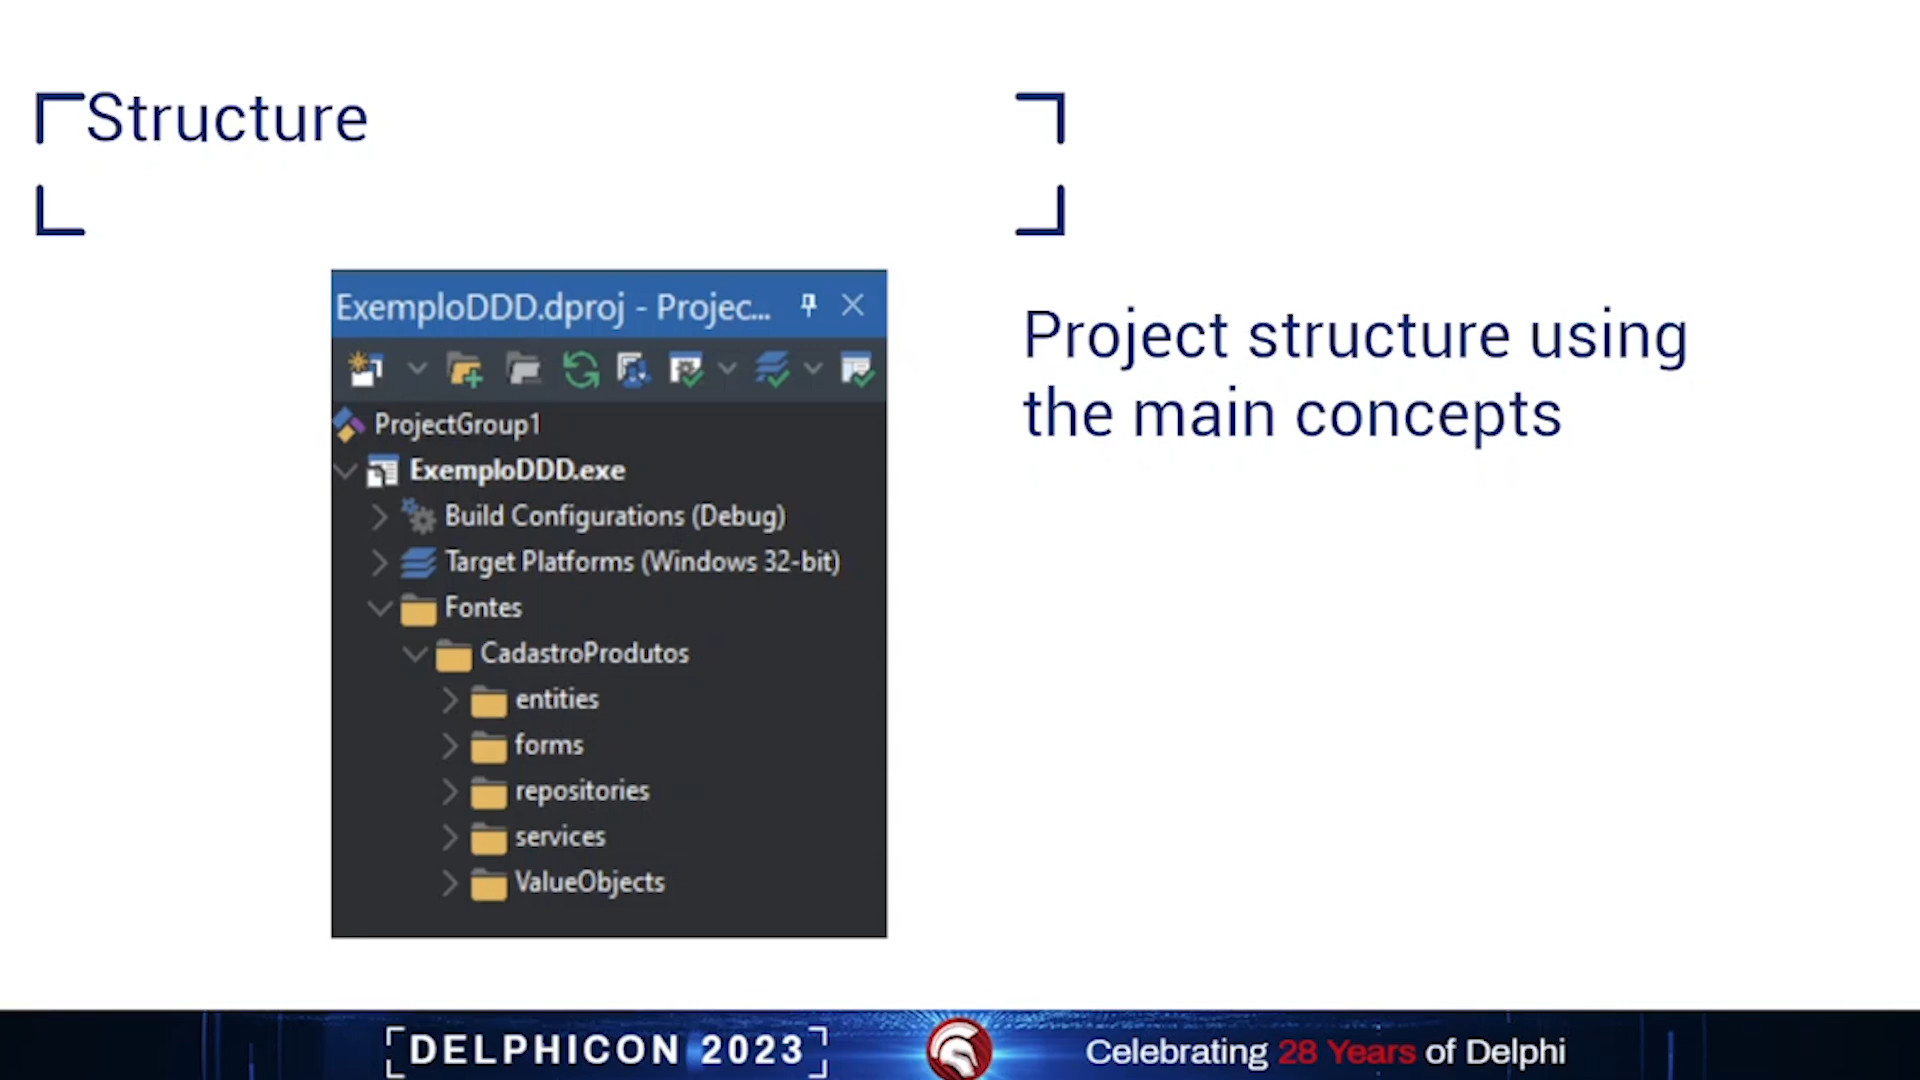 Structure
ExemploDDD.dproj - Projec...
ProjectGroup1
ExemploDDD.exe
Build Configurations (Debug)
Target Platforms (Windows 32-bit)
Fontes
CadastroProdutos
entities
forms
repositories
services
ValueObjects
Project structure using
the main concepts
DELPHICON 2023
Celebrating 28 Years of Delphi